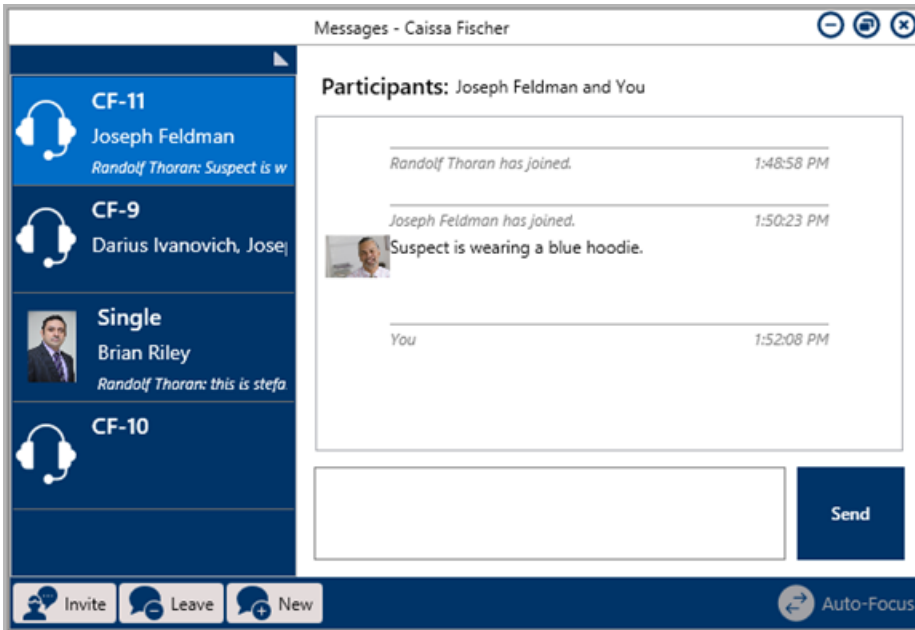 Messages - Caissa Fischer
CF-11
Joseph Feldman
Randolf Thoran: Suspect is w
CF-9
Darius Ivanovich, Josep
Single
Brian Riley
Randolf Thoran: this is stefa
CF-10
Participants: Joseph Feldman and You
Randolf Thoran has joined. 1:48:58 PM
Joseph Feldman has joined. 1:50:23 PM
Suspect is wearing a blue hoodie.
You 1:52:08 PM
Send
Invite Leave New Auto-Focus